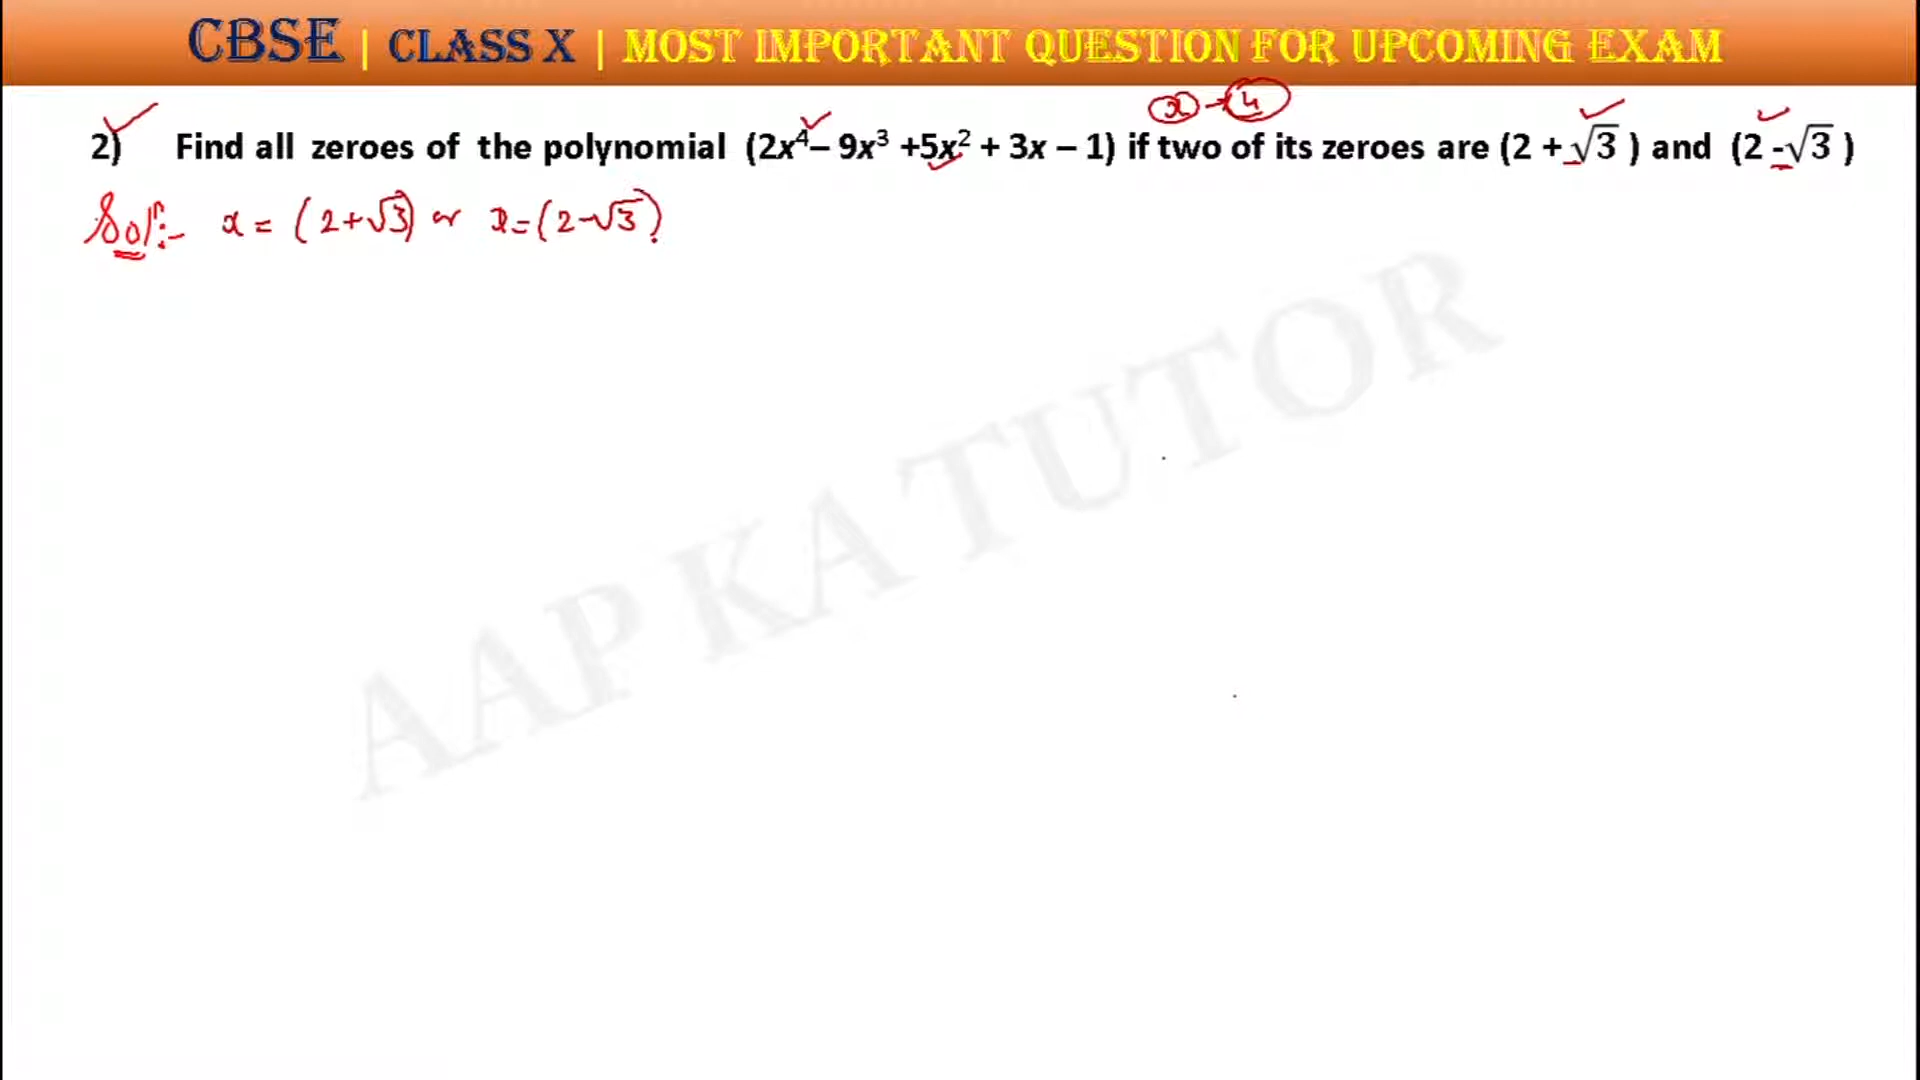 CBSE | CLASS X | MOST IMPORTANT QUESTION FOR UPCOMING EXAM
x → 4
2) Find all zeroes of the polynomial (2x⁴– 9x³ +5x² + 3x – 1) if two of its zeroes are (2 + √3 ) and (2 -√3 )
Sol:- x = (2+√3) or x=(2-√3)
AAP KA TUTOR